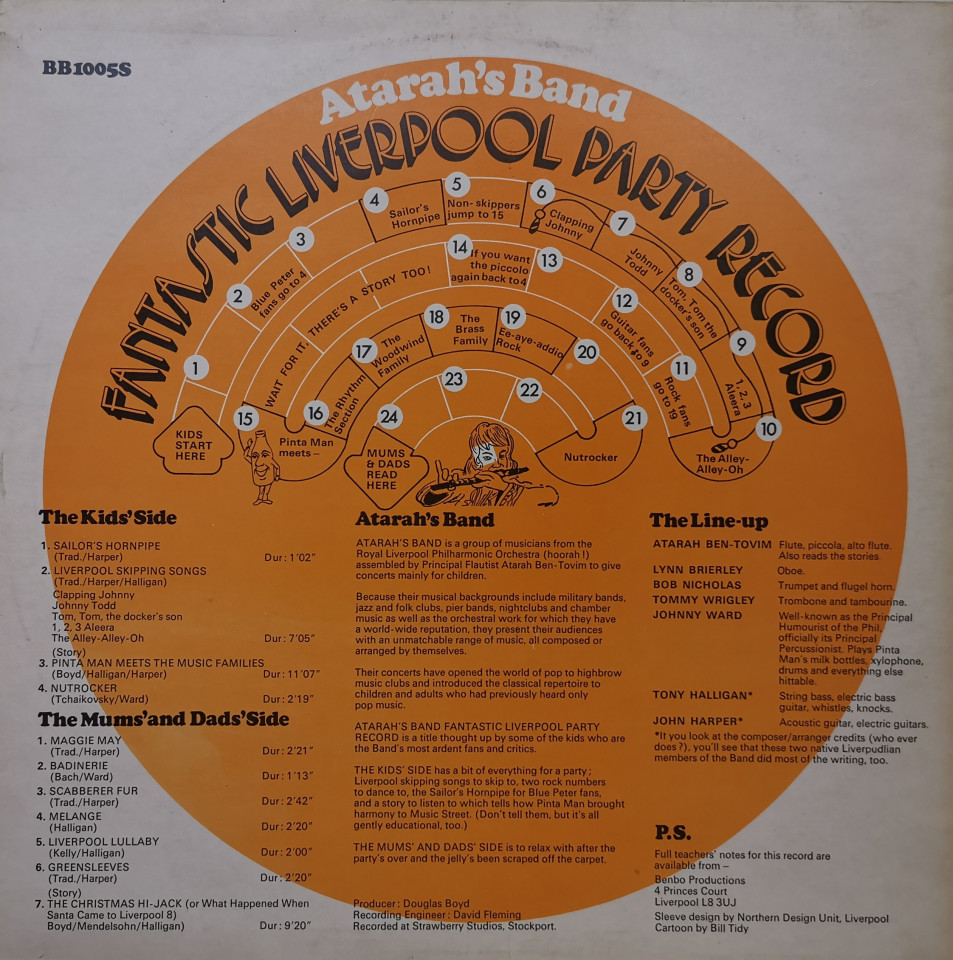 BB1005S
Atarah's Band
FANTASTIC LIVERPOOL PARTY RECORD
KIDS
START
HERE
1
2
Blue Peter
fans go to 4
3
4
Sailor's
Hornpipe
5
Non-skippers
jump to 15
6
Clapping
Johnny
7
Johnny
Todd
8
Tom, Tom the
docker's son
9
1, 2, 3
Aleera
10
The Alley-
Alley-Oh
11
Rock fans
go to 19
12
Guitar fans
go back to 9
13
14
If you want
the piccolo
again back to 4
WAIT FOR IT, THERE'S A STORY TOO!
15
Pinta Man
meets –
16
The Rhythm
Section
17
The
Woodwind
Family
18
The
Brass
Family
19
Ee-aye-addio
Rock
20
21
Nutrocker
22
23
24
MUMS
& DADS
READ
HERE
The Kids' Side
1. SAILOR'S HORNPIPE
(Trad./Harper) Dur: 1'02"
2. LIVERPOOL SKIPPING SONGS
(Trad./Harper/Halligan)
Clapping Johnny
Johnny Todd
Tom, Tom, the docker's son
1, 2, 3 Aleera
The Alley-Alley-Oh Dur: 7'05"
(Story)
3. PINTA MAN MEETS THE MUSIC FAMILIES
(Boyd/Halligan/Harper) Dur: 11'07"
4. NUTROCKER
(Tchaikovsky/Ward) Dur: 2'19"
The Mums' and Dads' Side
1. MAGGIE MAY
(Trad./Harper) Dur: 2'21"
2. BADINERIE
(Bach/Ward) Dur: 1'13"
3. SCABBERER FUR
(Trad./Harper) Dur: 2'42"
4. MELANGE
(Halligan) Dur: 2'20"
5. LIVERPOOL LULLABY
(Kelly/Halligan) Dur: 2'00"
6. GREENSLEEVES
(Trad./Harper) Dur: 2'20"
(Story)
7. THE CHRISTMAS HI-JACK (or What Happened When
Santa Came to Liverpool 8)
Boyd/Mendelsohn/Halligan) Dur: 9'20"
Atarah's Band
ATARAH'S BAND is a group of musicians from the
Royal Liverpool Philharmonic Orchestra (hoorah!)
assembled by Principal Flautist Atarah Ben-Tovim to give
concerts mainly for children.
Because their musical backgrounds include military bands,
jazz and folk clubs, pier bands, nightclubs and chamber
music as well as the orchestral work for which they have
a world-wide reputation, they present their audiences
with an unmatchable range of music, all composed or
arranged by themselves.
Their concerts have opened the world of pop to highbrow
music clubs and introduced the classical repertoire to
children and adults who had previously heard only
pop music.
ATARAH'S BAND FANTASTIC LIVERPOOL PARTY
RECORD is a title thought up by some of the kids who are
the Band's most ardent fans and critics.
THE KIDS' SIDE has a bit of everything for a party;
Liverpool skipping songs to skip to, two rock numbers
to dance to, the Sailor's Hornpipe for Blue Peter fans,
and a story to listen to which tells how Pinta Man brought
harmony to Music Street. (Don't tell them, but it's all
gently educational, too.)
THE MUMS' AND DADS' SIDE is to relax with after the
party's over and the jelly's been scraped off the carpet.
Producer: Douglas Boyd
Recording Engineer: David Fleming
Recorded at Strawberry Studios, Stockport.
The Line-up
ATARAH BEN-TOVIM Flute, piccola, alto flute.
Also reads the stories
LYNN BRIERLEY Oboe.
BOB NICHOLAS Trumpet and flugel horn.
TOMMY WRIGLEY Trombone and tambourine.
JOHNNY WARD Well-known as the Principal
Humourist of the Phil,
officially its Principal
Percussionist. Plays Pinta
Man's milk bottles, xylophone,
drums and everything else
hittable.
TONY HALLIGAN* String bass, electric bass
guitar, whistles, knocks.
JOHN HARPER* Acoustic guitar, electric guitars.
*If you look at the composer/arranger credits (who ever
does?), you'll see that these two native Liverpudlian
members of the Band did most of the writing, too.
P.S.
Full teachers' notes for this record are
available from –
Benbo Productions
4 Princes Court
Liverpool L8 3UJ
Sleeve design by Northern Design Unit, Liverpool
Cartoon by Bill Tidy